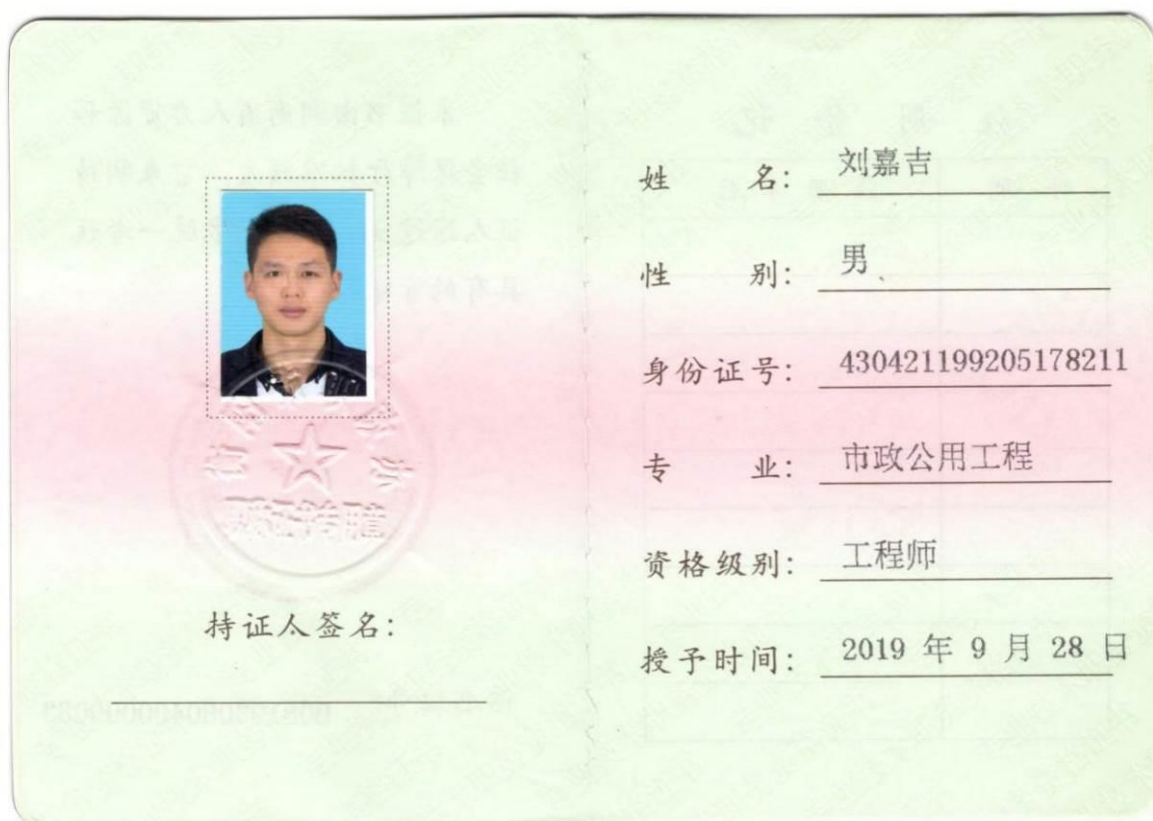 持证人签名：
姓 名： 刘嘉吉
性 别： 男
身份证号： 430421199205178211
专 业： 市政公用工程
资格级别： 工程师
授予时间： 2019 年 9 月 28 日